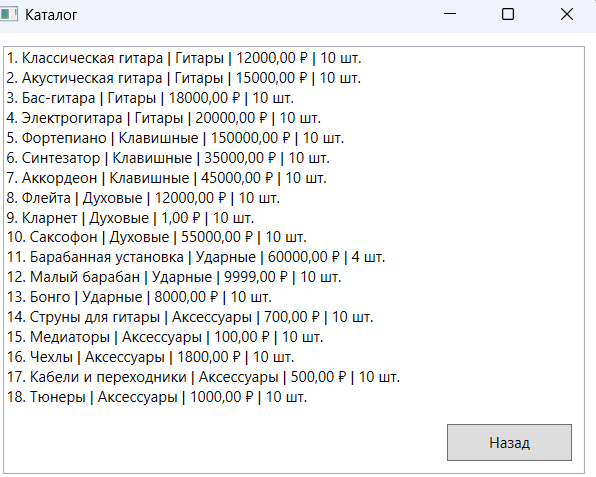 Каталог
1. Классическая гитара | Гитары | 12000,00 ₽ | 10 шт.
2. Акустическая гитара | Гитары | 15000,00 ₽ | 10 шт.
3. Бас-гитара | Гитары | 18000,00 ₽ | 10 шт.
4. Электрогитара | Гитары | 20000,00 ₽ | 10 шт.
5. Фортепиано | Клавишные | 150000,00 ₽ | 10 шт.
6. Синтезатор | Клавишные | 35000,00 ₽ | 10 шт.
7. Аккордеон | Клавишные | 45000,00 ₽ | 10 шт.
8. Флейта | Духовые | 12000,00 ₽ | 10 шт.
9. Кларнет | Духовые | 1,00 ₽ | 10 шт.
10. Саксофон | Духовые | 55000,00 ₽ | 10 шт.
11. Барабанная установка | Ударные | 60000,00 ₽ | 4 шт.
12. Малый барабан | Ударные | 9999,00 ₽ | 10 шт.
13. Бонго | Ударные | 8000,00 ₽ | 10 шт.
14. Струны для гитары | Аксессуары | 700,00 ₽ | 10 шт.
15. Медиаторы | Аксессуары | 100,00 ₽ | 10 шт.
16. Чехлы | Аксессуары | 1800,00 ₽ | 10 шт.
17. Кабели и переходники | Аксессуары | 500,00 ₽ | 10 шт.
18. Тюнеры | Аксессуары | 1000,00 ₽ | 10 шт.
Назад